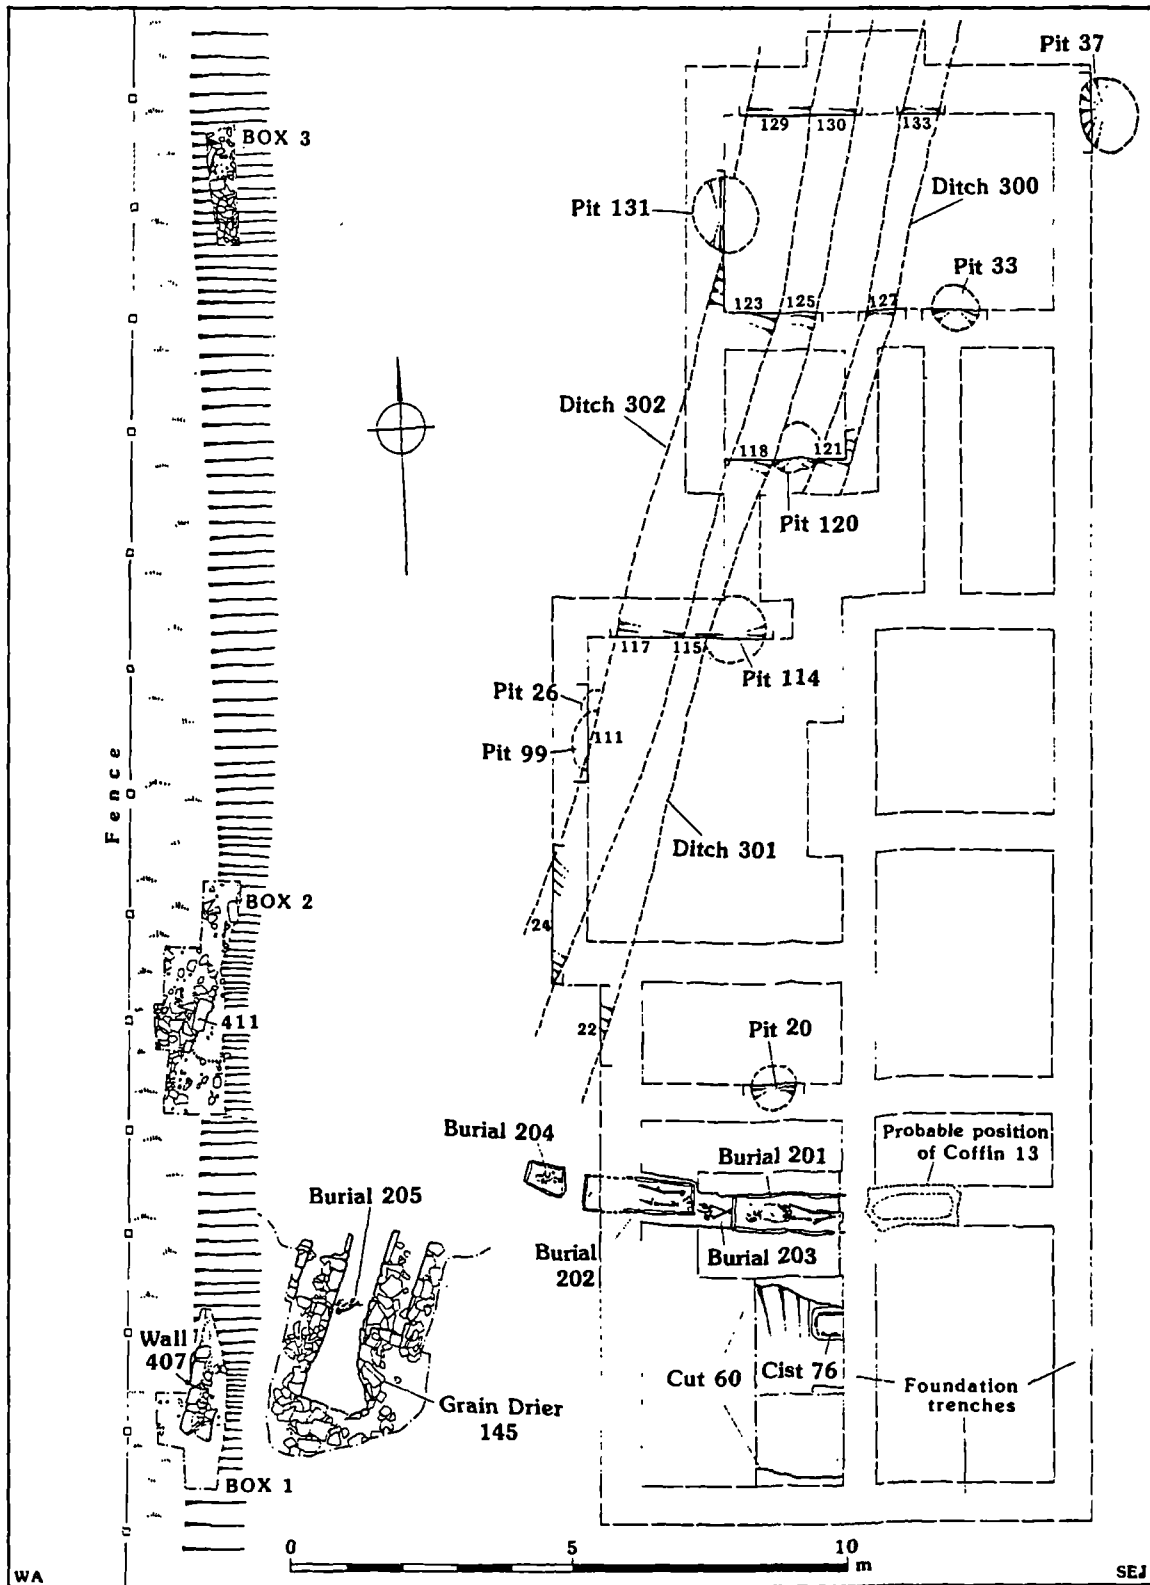 Pit 37
BOX 3
129
130
133
Ditch 300
Pit 131
Pit 33
123
125
127
Ditch 302
118
121
Pit 120
117
115
Pit 114
Pit 26
111
Pit 99
Fence
Ditch 301
BOX 2
24
411
22
Pit 20
Burial 204
Probable position
of Coffin 13
Burial 201
Burial 205
Burial
202
Burial 203
Wall
407
Cut 60
Cist 76
Foundation
trenches
Grain Drier
145
BOX 1
0
5
10
m
WA
SEJ